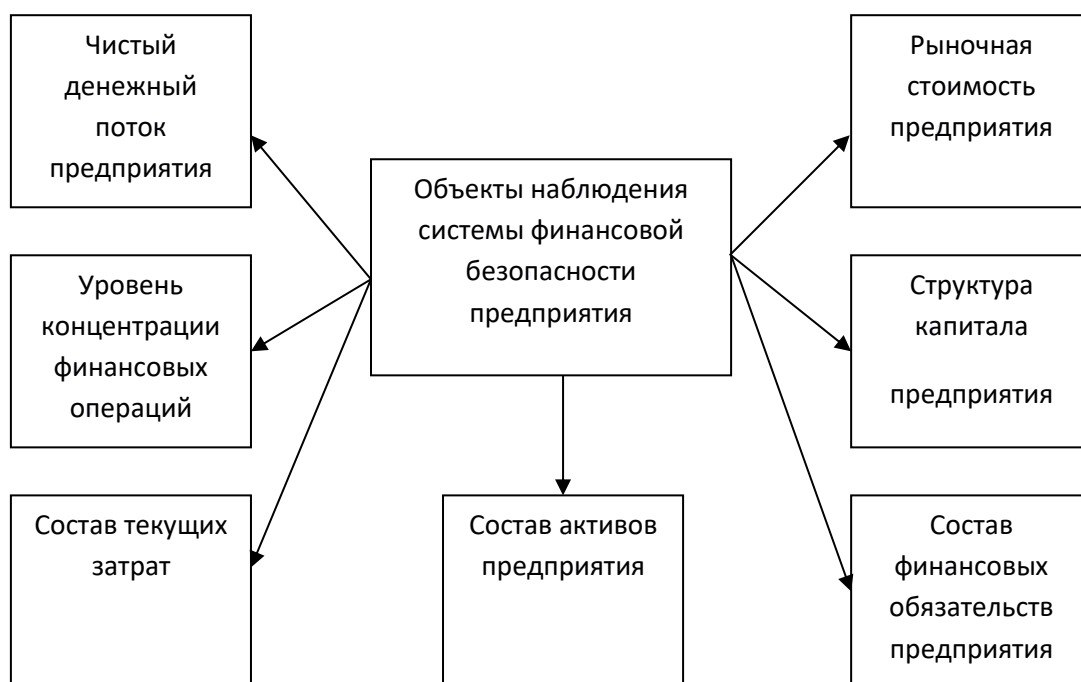 Чистый
денежный
поток
предприятия
Рыночная
стоимость
предприятия
Объекты наблюдения
системы финансовой
безопасности
предприятия
Уровень
концентрации
финансовых
операций
Структура
капитала
предприятия
Состав текущих
затрат
Состав активов
предприятия
Состав
финансовых
обязательств
предприятия